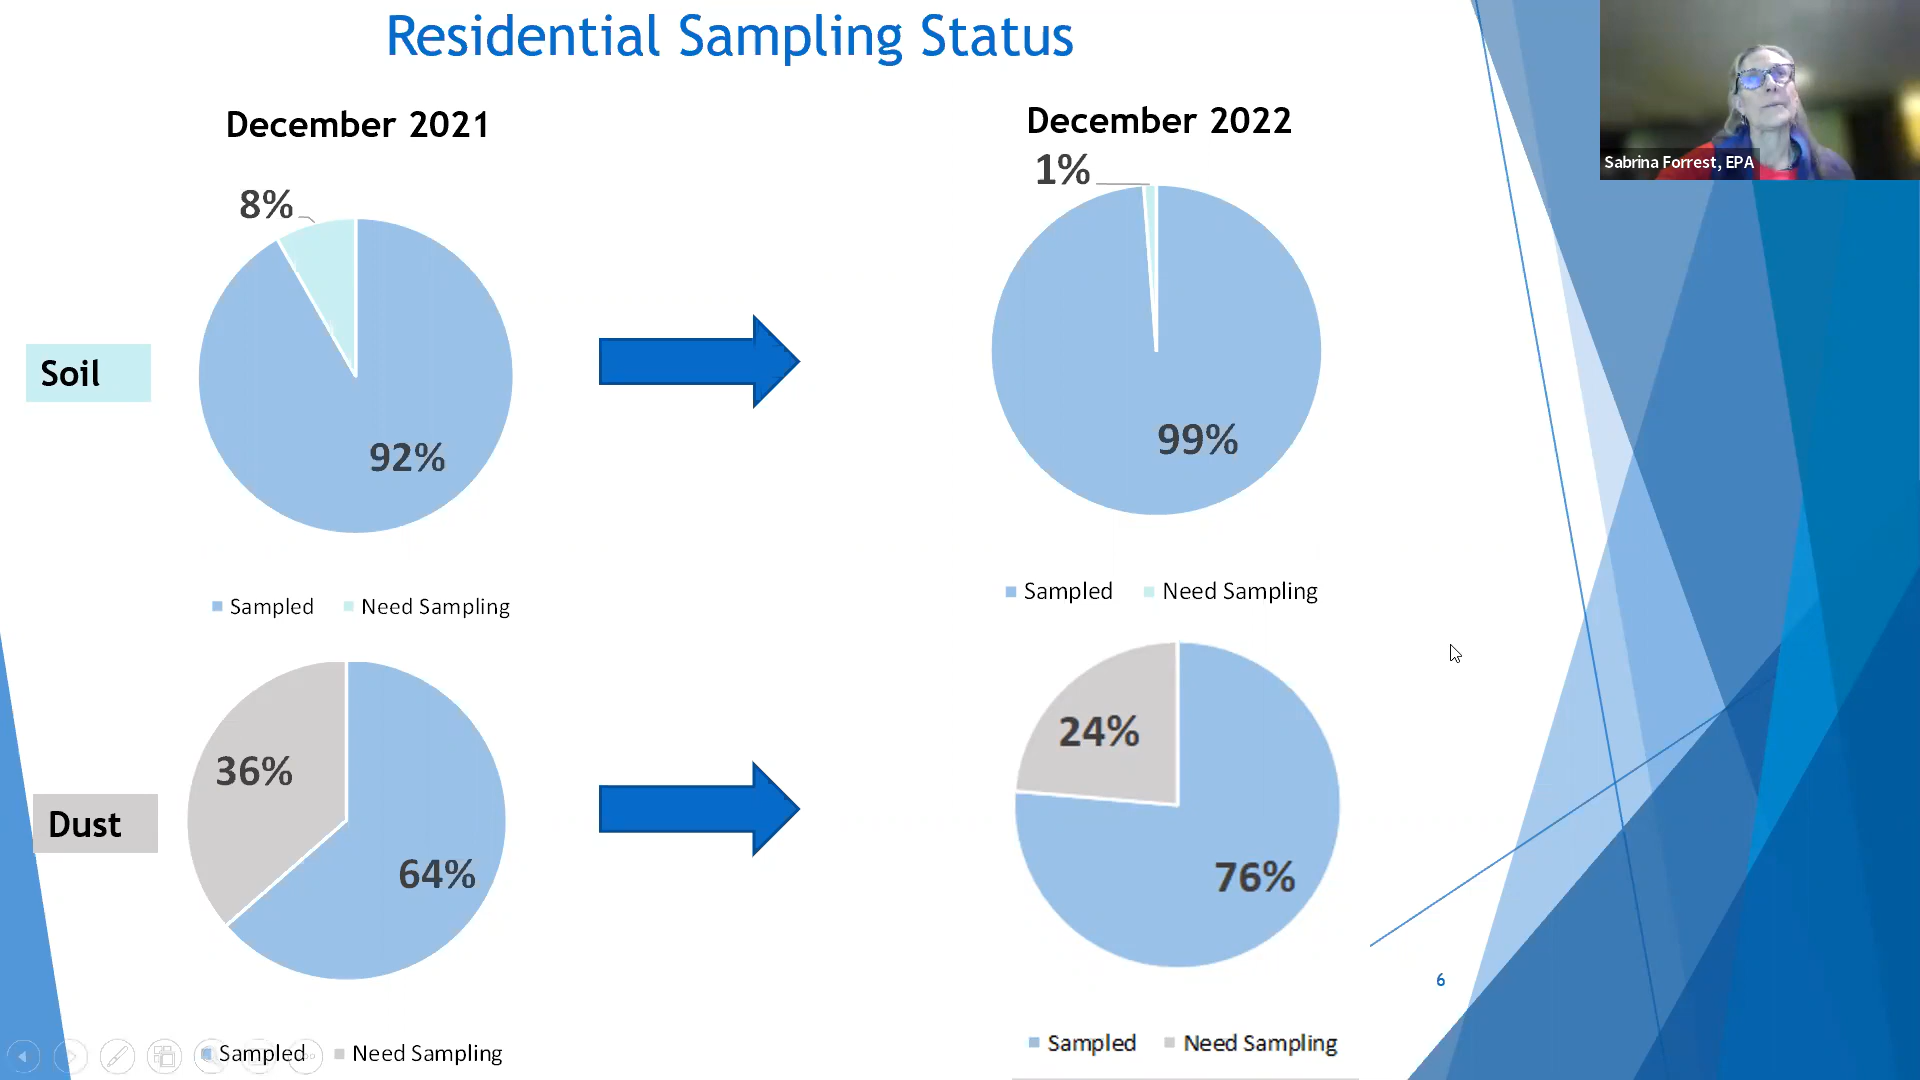 Residential Sampling Status
December 2021
December 2022
Sabrina Forrest, EPA
8%
1%
Soil
92%
99%
Sampled
Need Sampling
Sampled
Need Sampling
Dust
36%
64%
24%
76%
6
Sampled
Need Sampling
Sampled
Need Sampling